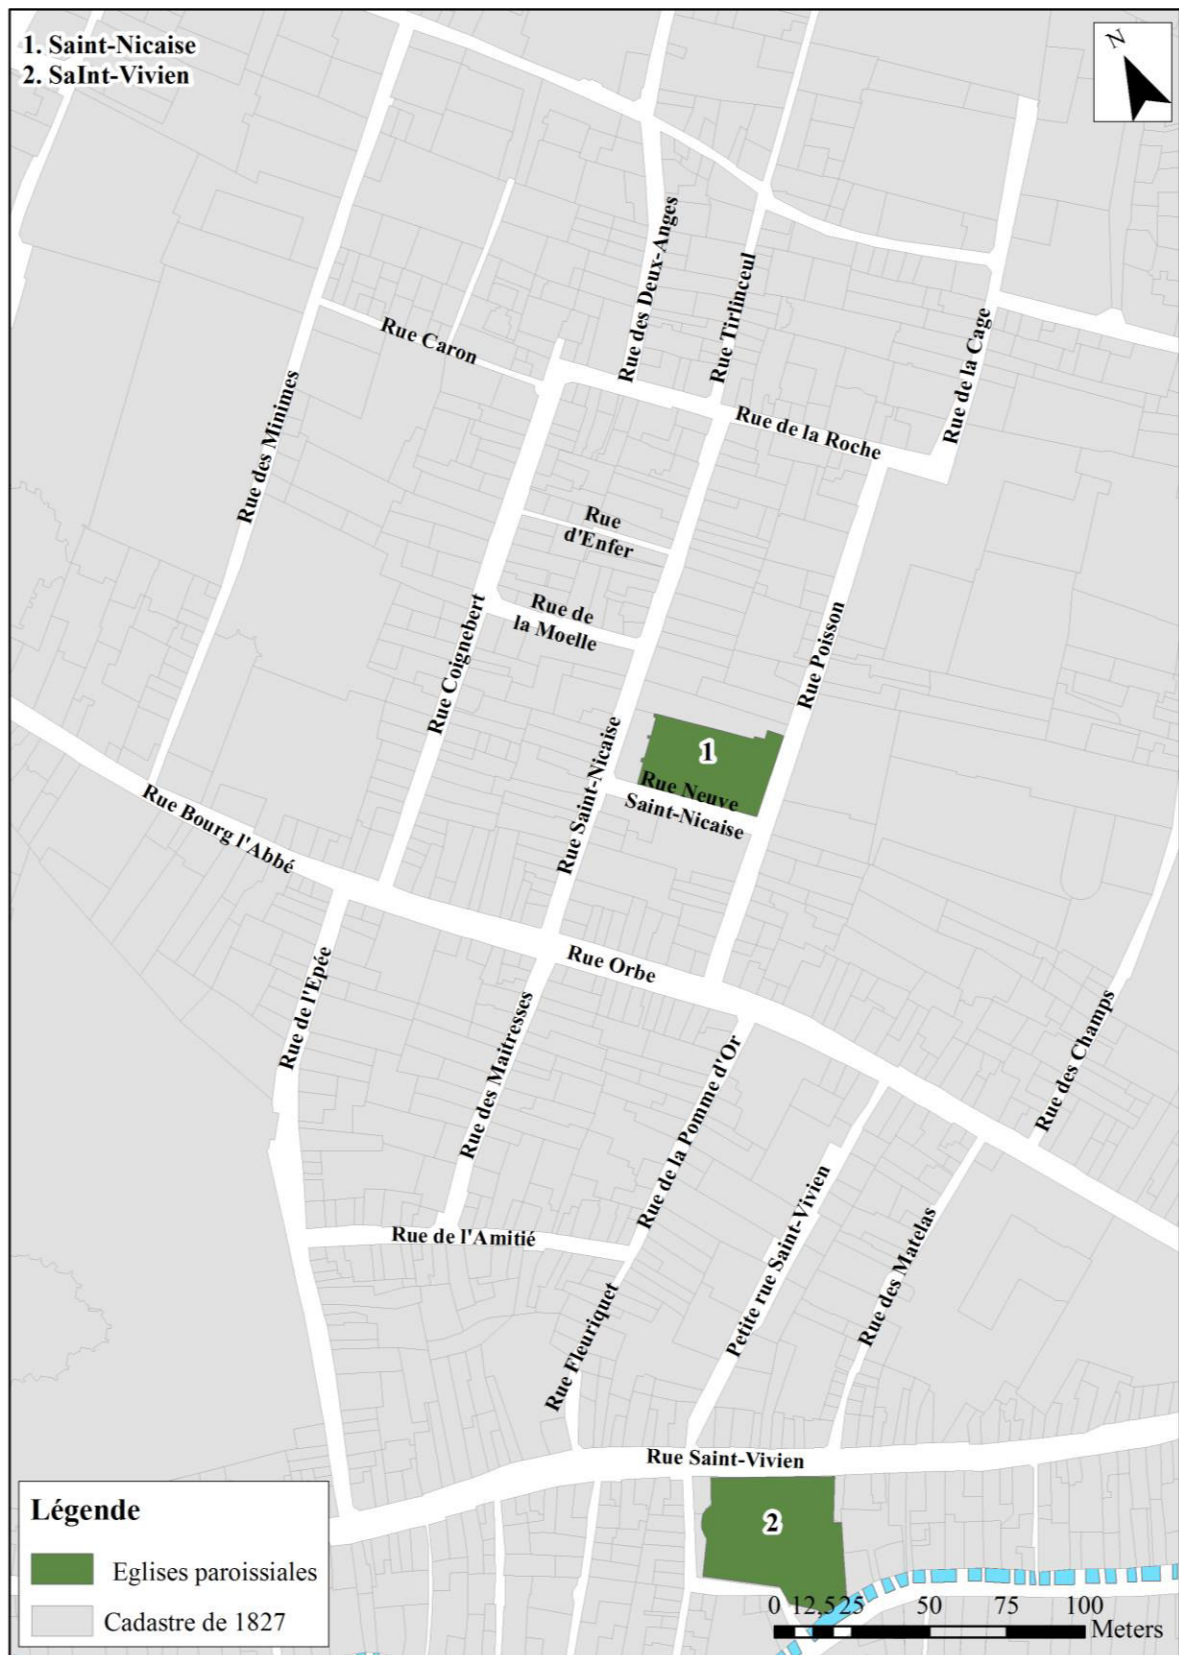 1. Saint-Nicaise
2. SaInt-Vivien
N
Rue des Deux-Anges
Rue Tirlinceul
Rue Caron
Rue de la Cage
Rue des Minimes
Rue de la Roche
Rue
d'Enfer
Rue de
la Moelle
Rue Coignebert
Rue Poisson
Rue Saint-Nicaise
1
Rue Neuve
Saint-Nicaise
Rue Bourg l'Abbé
Rue Orbe
Rue de l'Epée
Rue des Maitresses
Rue de la Pomme d'Or
Rue des Champs
Petite rue Saint-Vivien
Rue des Matelas
Rue de l'Amitié
Rue Fleuriquet
Rue Saint-Vivien
2
Légende
Eglises paroissiales
Cadastre de 1827
0 12,5 25 50 75 100
Meters